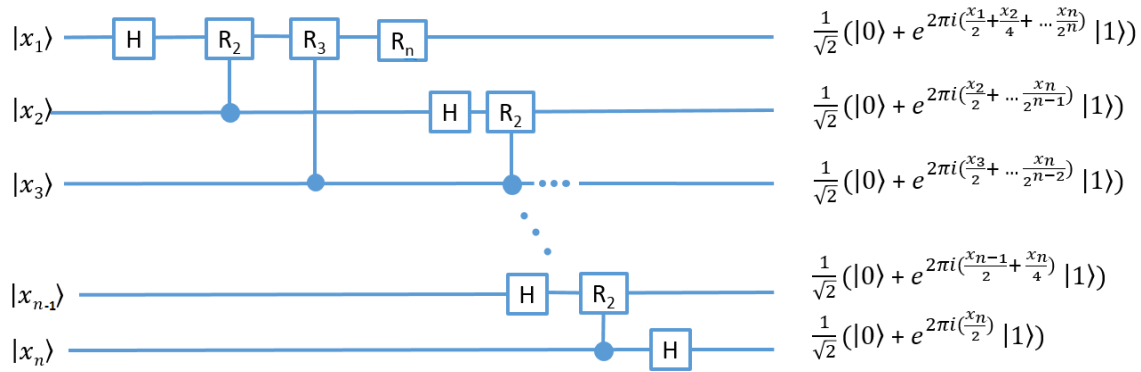 |x₁⟩ H R₂ R₃ Rₙ 1/√2 (|0⟩ + e^{2πi(x₁/2 + x₂/4 + … xₙ/2ⁿ)} |1⟩)
|x₂⟩ H R₂ 1/√2 (|0⟩ + e^{2πi(x₂/2 + … xₙ/2ⁿ⁻¹)} |1⟩)
|x₃⟩ 1/√2 (|0⟩ + e^{2πi(x₃/2 + … xₙ/2ⁿ⁻²)} |1⟩)
|xₙ₋₁⟩ H R₂ 1/√2 (|0⟩ + e^{2πi(xₙ₋₁/2 + xₙ/4)} |1⟩)
|xₙ⟩ H 1/√2 (|0⟩ + e^{2πi(xₙ/2)} |1⟩)